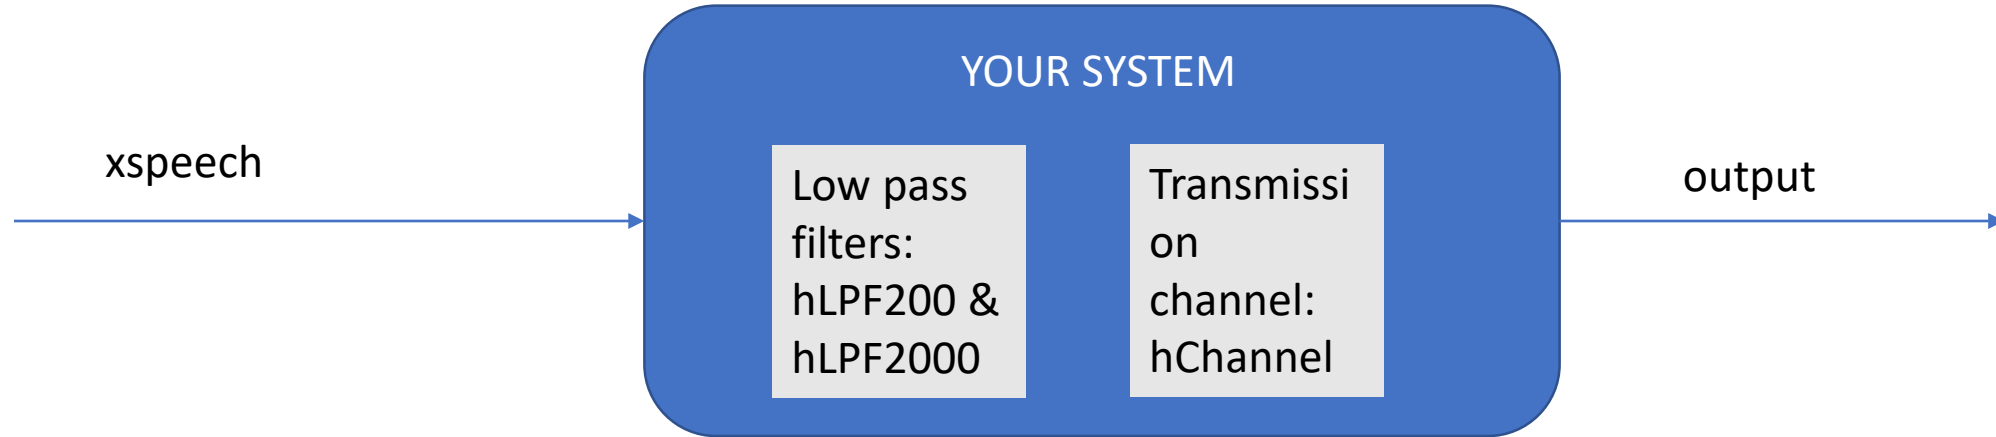 YOUR SYSTEM
xspeech
Low pass
filters:
hLPF200 &
hLPF2000
Transmissi
on
channel:
hChannel
output